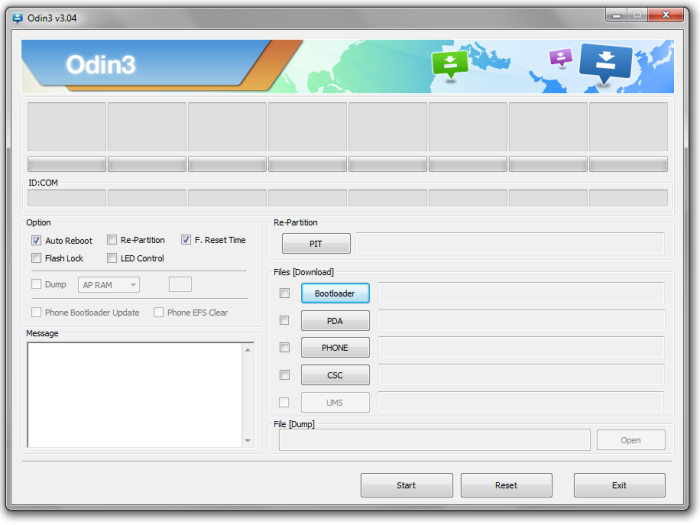 Odin3 v3.04
Odin3
ID:COM
Option
Auto Reboot Re-Partition F. Reset Time
Flash Lock LED Control
Dump AP RAM
Phone Bootloader Update Phone EFS Clear
Message
Re-Partition
PIT
Files [Download]
Bootloader
PDA
PHONE
CSC
UMS
File [Dump]
Open
Start Reset Exit